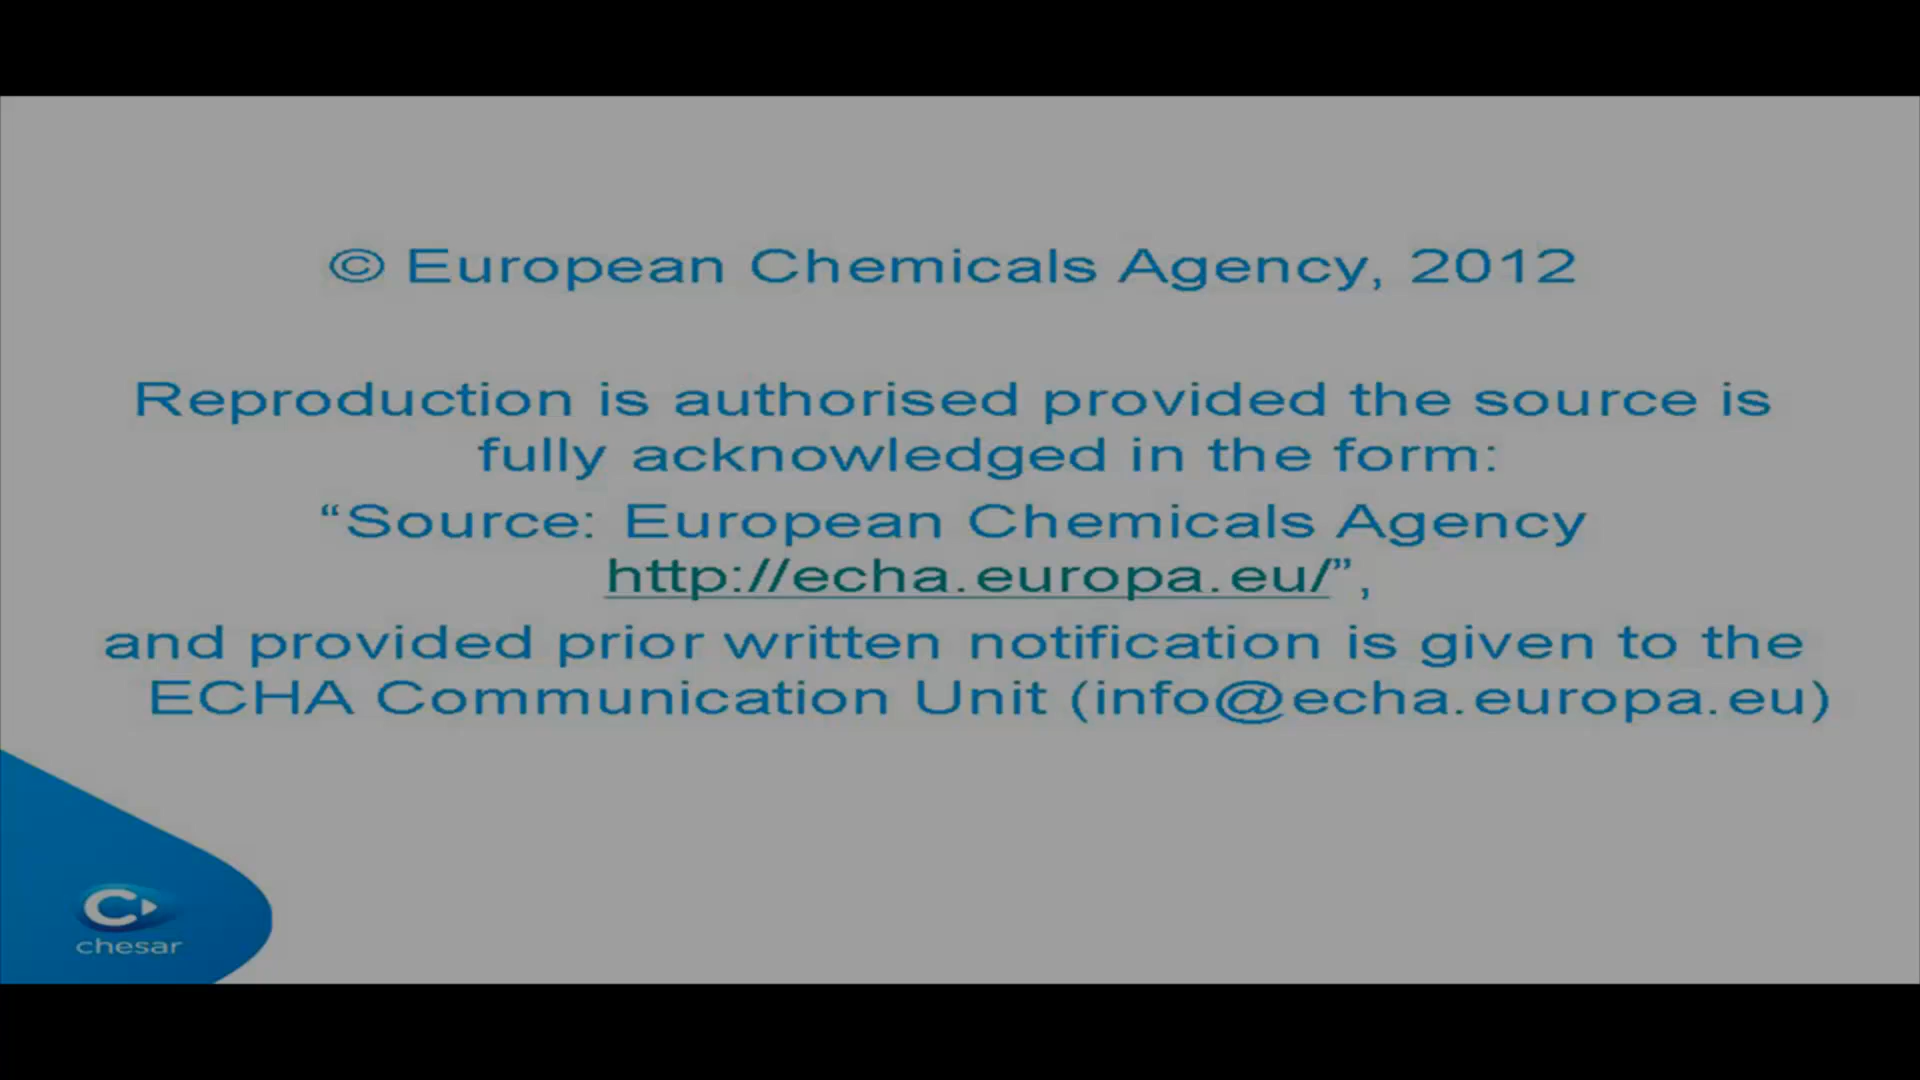 © European Chemicals Agency, 2012
Reproduction is authorised provided the source is
fully acknowledged in the form:
“Source: European Chemicals Agency
http://echa.europa.eu/”,
and provided prior written notification is given to the
ECHA Communication Unit (info@echa.europa.eu)
chesar